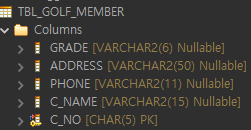 TBL_GOLF_MEMBER
Columns
GRADE [VARCHAR2(6) Nullable]
ADDRESS [VARCHAR2(50) Nullable]
PHONE [VARCHAR2(11) Nullable]
C_NAME [VARCHAR2(15) Nullable]
C_NO [CHAR(5) PK]